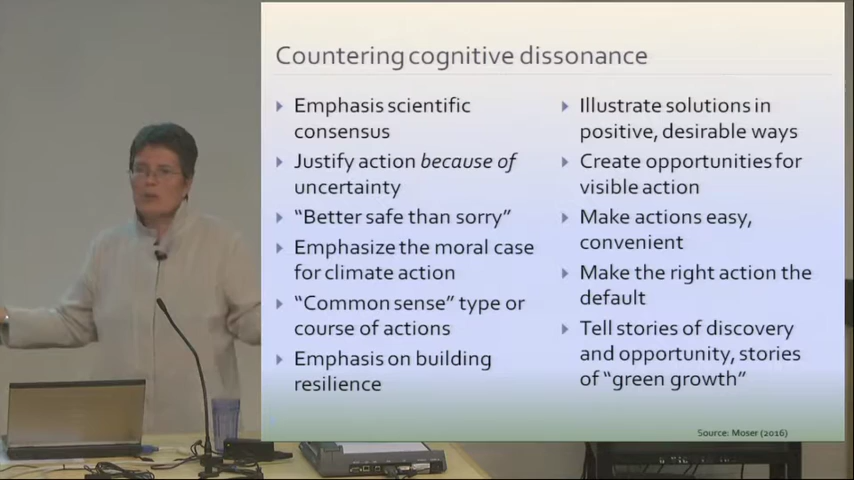 Countering cognitive dissonance
Emphasis scientific
consensus
Justify action because of
uncertainty
"Better safe than sorry"
Emphasize the moral case
for climate action
"Common sense" type or
course of actions
Emphasis on building
resilience
Illustrate solutions in
positive, desirable ways
Create opportunities for
visible action
Make actions easy,
convenient
Make the right action the
default
Tell stories of discovery
and opportunity, stories
of "green growth"
Source: Moser (2016)